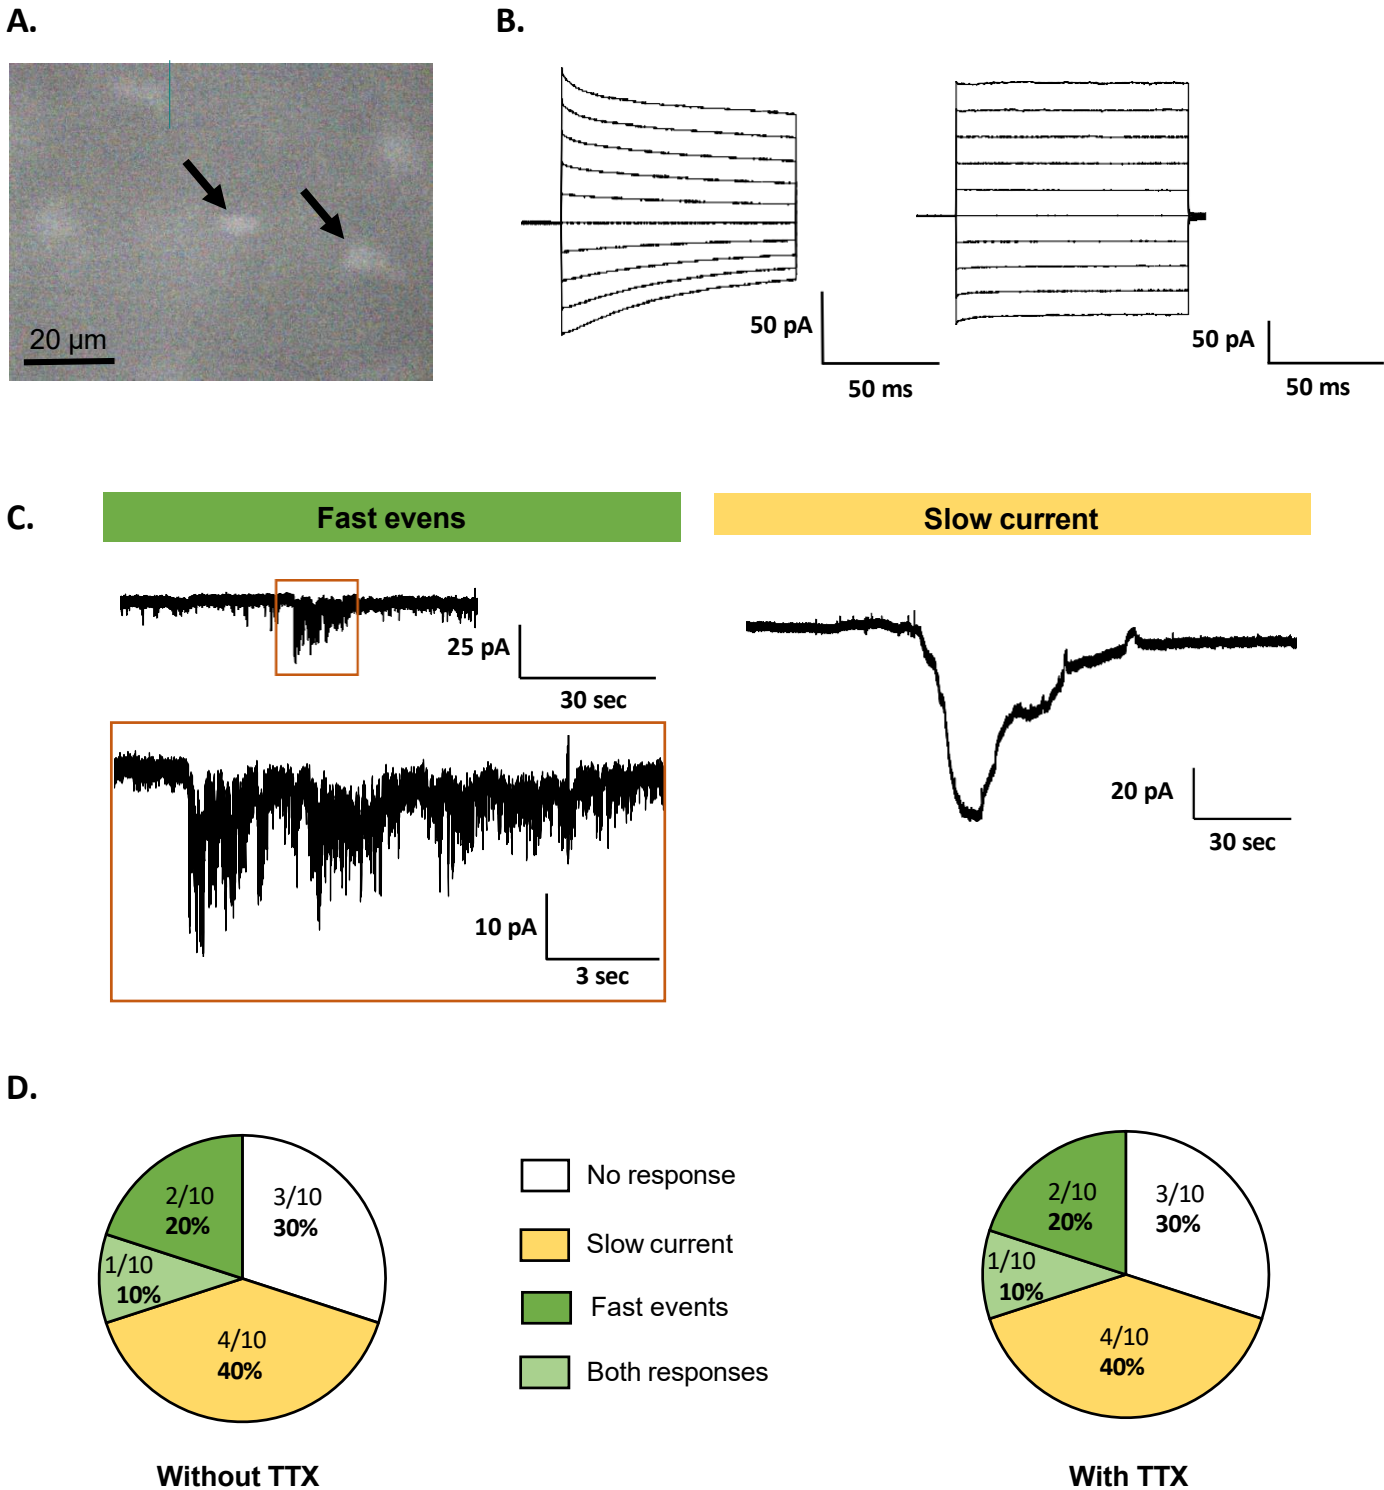 A.
B.
20 µm
50 pA
50 ms
50 pA
50 ms
C.
Fast evens
Slow current
25 pA
30 sec
10 pA
3 sec
20 pA
30 sec
D.
2/10
20%
3/10
30%
1/10
10%
4/10
40%
Without TTX
No response
Slow current
Fast events
Both responses
2/10
20%
3/10
30%
1/10
10%
4/10
40%
With TTX